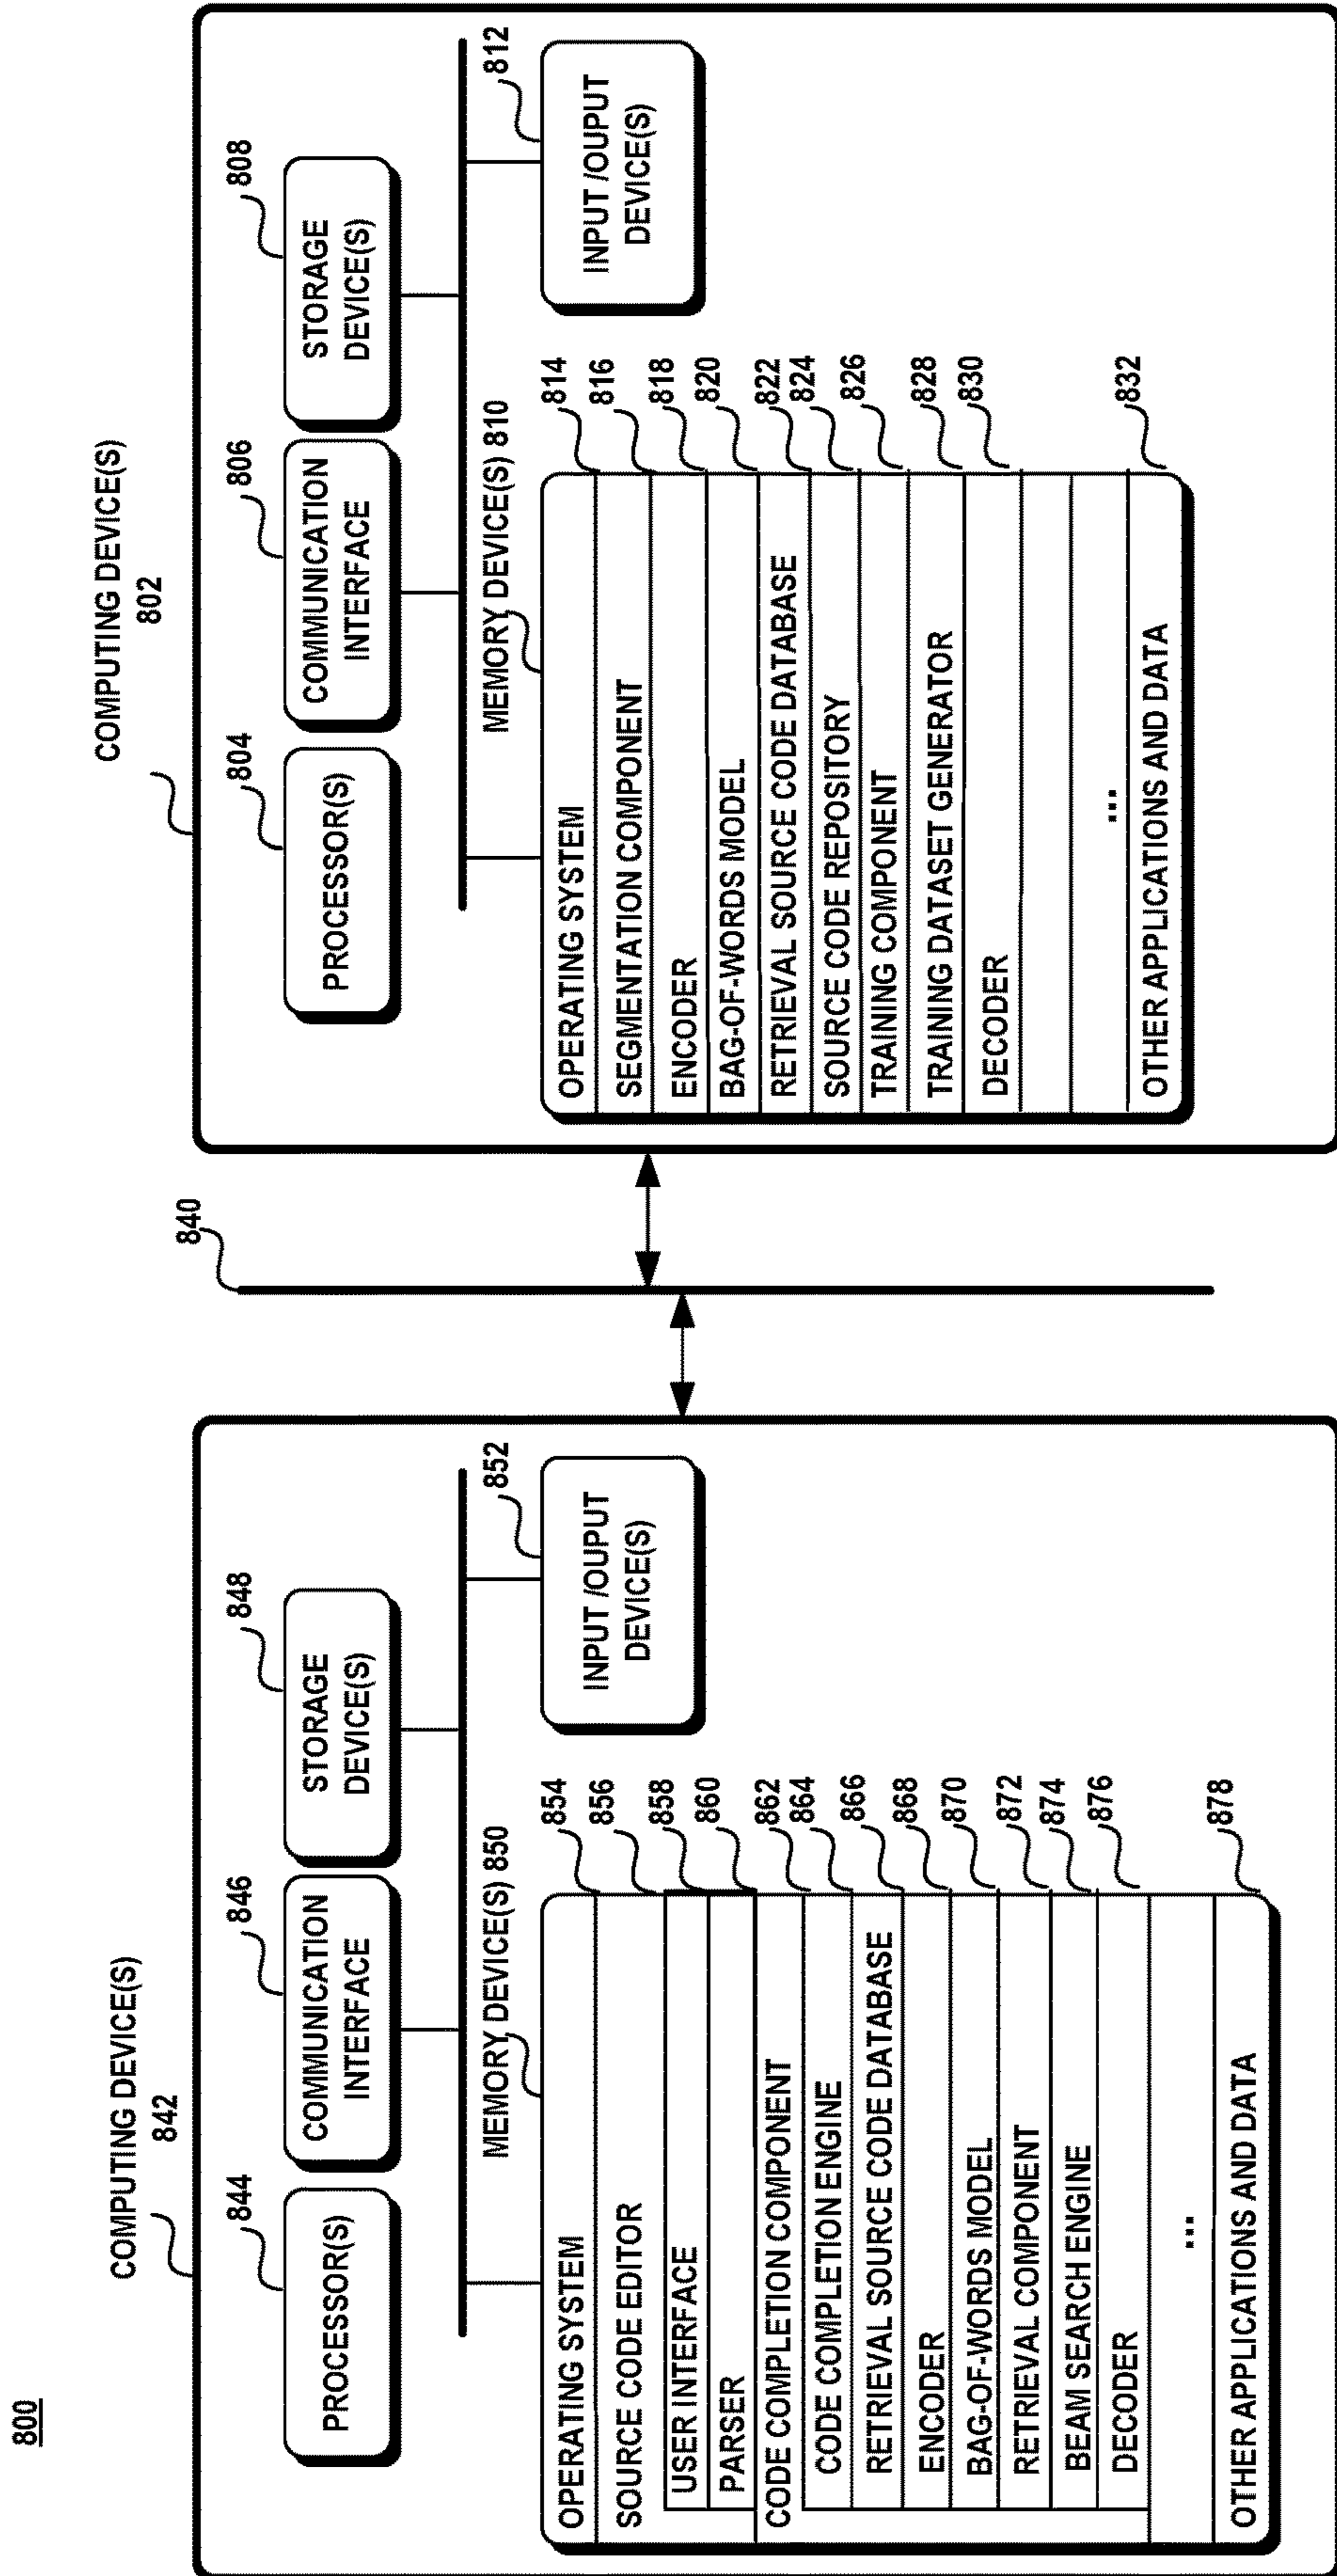 800
COMPUTING DEVICE(S)
842
844
PROCESSOR(S)
846
COMMUNICATION
INTERFACE
848
STORAGE
DEVICE(S)
MEMORY DEVICE(S) 850
852
INPUT /OUPUT
DEVICE(S)
OPERATING SYSTEM
854
SOURCE CODE EDITOR
856
USER INTERFACE
858
PARSER
860
CODE COMPLETION COMPONENT
862
CODE COMPLETION ENGINE
864
RETRIEVAL SOURCE CODE DATABASE
866
ENCODER
868
BAG-OF-WORDS MODEL
870
RETRIEVAL COMPONENT
872
BEAM SEARCH ENGINE
874
DECODER
876
...
OTHER APPLICATIONS AND DATA
878
840
COMPUTING DEVICE(S)
802
804
PROCESSOR(S)
806
COMMUNICATION
INTERFACE
808
STORAGE
DEVICE(S)
MEMORY DEVICE(S) 810
812
INPUT /OUPUT
DEVICE(S)
OPERATING SYSTEM
814
SEGMENTATION COMPONENT
816
ENCODER
818
BAG-OF-WORDS MODEL
820
RETRIEVAL SOURCE CODE DATABASE
822
SOURCE CODE REPOSITORY
824
TRAINING COMPONENT
826
TRAINING DATASET GENERATOR
828
DECODER
830
...
OTHER APPLICATIONS AND DATA
832